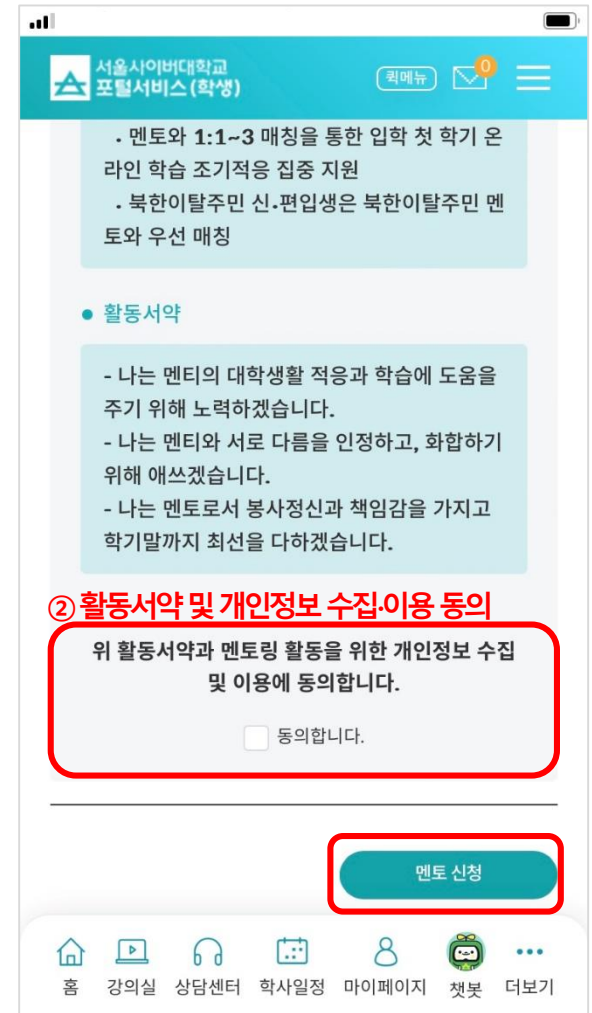 서울사이버대학교
포털서비스(학생)
퀵메뉴
0
. 멘토와 1:1~3 매칭을 통한 입학 첫 학기 온
라인 학습 조기적응 집중 지원
. 북한이탈주민 신.편입생은 북한이탈주민 멘
토와 우선 매칭
활동서약
- 나는 멘티의 대학생활 적응과 학습에 도움을
주기 위해 노력하겠습니다.
- 나는 멘티와 서로 다름을 인정하고, 화합하기
위해 애쓰겠습니다.
- 나는 멘토로서 봉사정신과 책임감을 가지고
학기말까지 최선을 다하겠습니다.
② 활동서약 및 개인정보 수집·이용 동의
위 활동서약과 멘토링 활동을 위한 개인정보 수집
및 이용에 동의합니다.
동의합니다.
멘토 신청
홈 강의실 상담센터 학사일정 마이페이지 챗봇 더보기